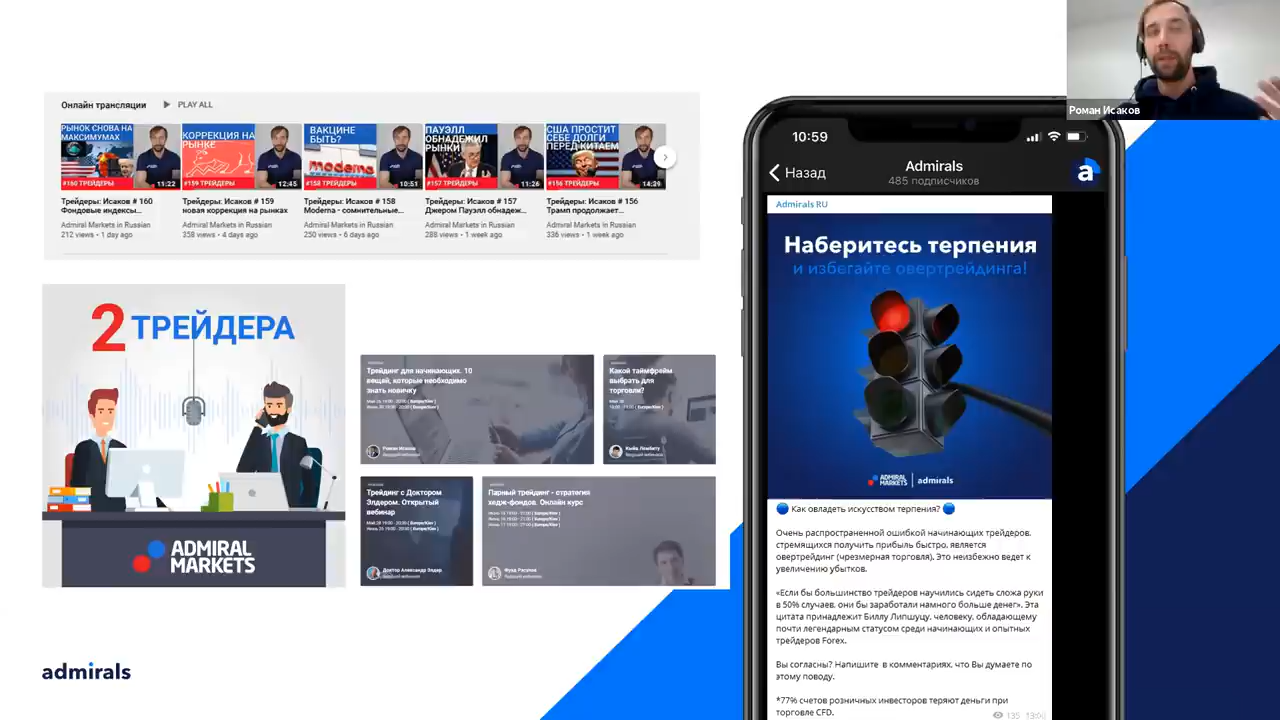 Роман Исаков
Онлайн трансляции ▶ PLAY ALL
РЫНОК СНОВА НА
МАКСИМУМАХ
#160 ТРЕЙДЕРЫ
11:22
КОРРЕКЦИЯ НА
РЫНКЕ
#159 ТРЕЙДЕРЫ
12:45
ВАКЦИНЕ
БЫТЬ?
moderna
#158 ТРЕЙДЕРЫ
10:51
ПАУЭЛЛ
ОБНАДЕЖИЛ
РЫНКИ
#157 ТРЕЙДЕРЫ
11:26
США ПРОСТИТ
СЕБЕ ДОЛГИ
ПЕРЕД КИТАЕМ
#156 ТРЕЙДЕРЫ
14:29
Трейдеры: Исаков # 160
Фондовые индексы...
Admiral Markets in Russian
212 views • 1 day ago
Трейдеры: Исаков # 159
новая коррекция на рынках
Admiral Markets in Russian
358 views • 4 days ago
Трейдеры: Исаков # 158
Moderna - сомнительные...
Admiral Markets in Russian
250 views • 6 days ago
Трейдеры: Исаков # 157
Джером Пауэлл обнадеж...
Admiral Markets in Russian
288 views • 1 week ago
Трейдеры: Исаков # 156
Трамп продолжает...
Admiral Markets in Russian
336 views • 1 week ago
2 ТРЕЙДЕРА
ADMIRAL
MARKETS
Трейдинг для начинающих. 10
вещей, которые необходимо
знать новичку
Роман Исаков
Какой таймфрейм
выбрать для
торговли?
Трейдинг с Доктором
Элдером. Открытый
вебинар
Доктор Александр Элдер
Парный трейдинг - стратегия
хедж-фондов. Онлайн курс
Фуад Расулов
admirals
10:59
Назад
Admirals
485 подписчиков
a
Admirals RU
Наберитесь терпения
и избегайте овертрейдинга!
ADMIRAL
MARKETS
admirals
Как овладеть искусством терпения?
Очень распространенной ошибкой начинающих трейдеров,
стремящихся получить прибыль быстро, является
овертрейдинг (чрезмерная торговля). Это неизбежно ведет к
увеличению убытков.
«Если бы большинство трейдеров научились сидеть сложа руки
в 50% случаев, они бы заработали намного больше денег». Эта
цитата принадлежит Биллу Липшуцу, человеку, обладающему
почти легендарным статусом среди начинающих и опытных
трейдеров Forex.
Вы согласны? Напишите в комментариях, что Вы думаете по
этому поводу.
*77% счетов розничных инвесторов теряют деньги при
торговле CFD.
135 13:00